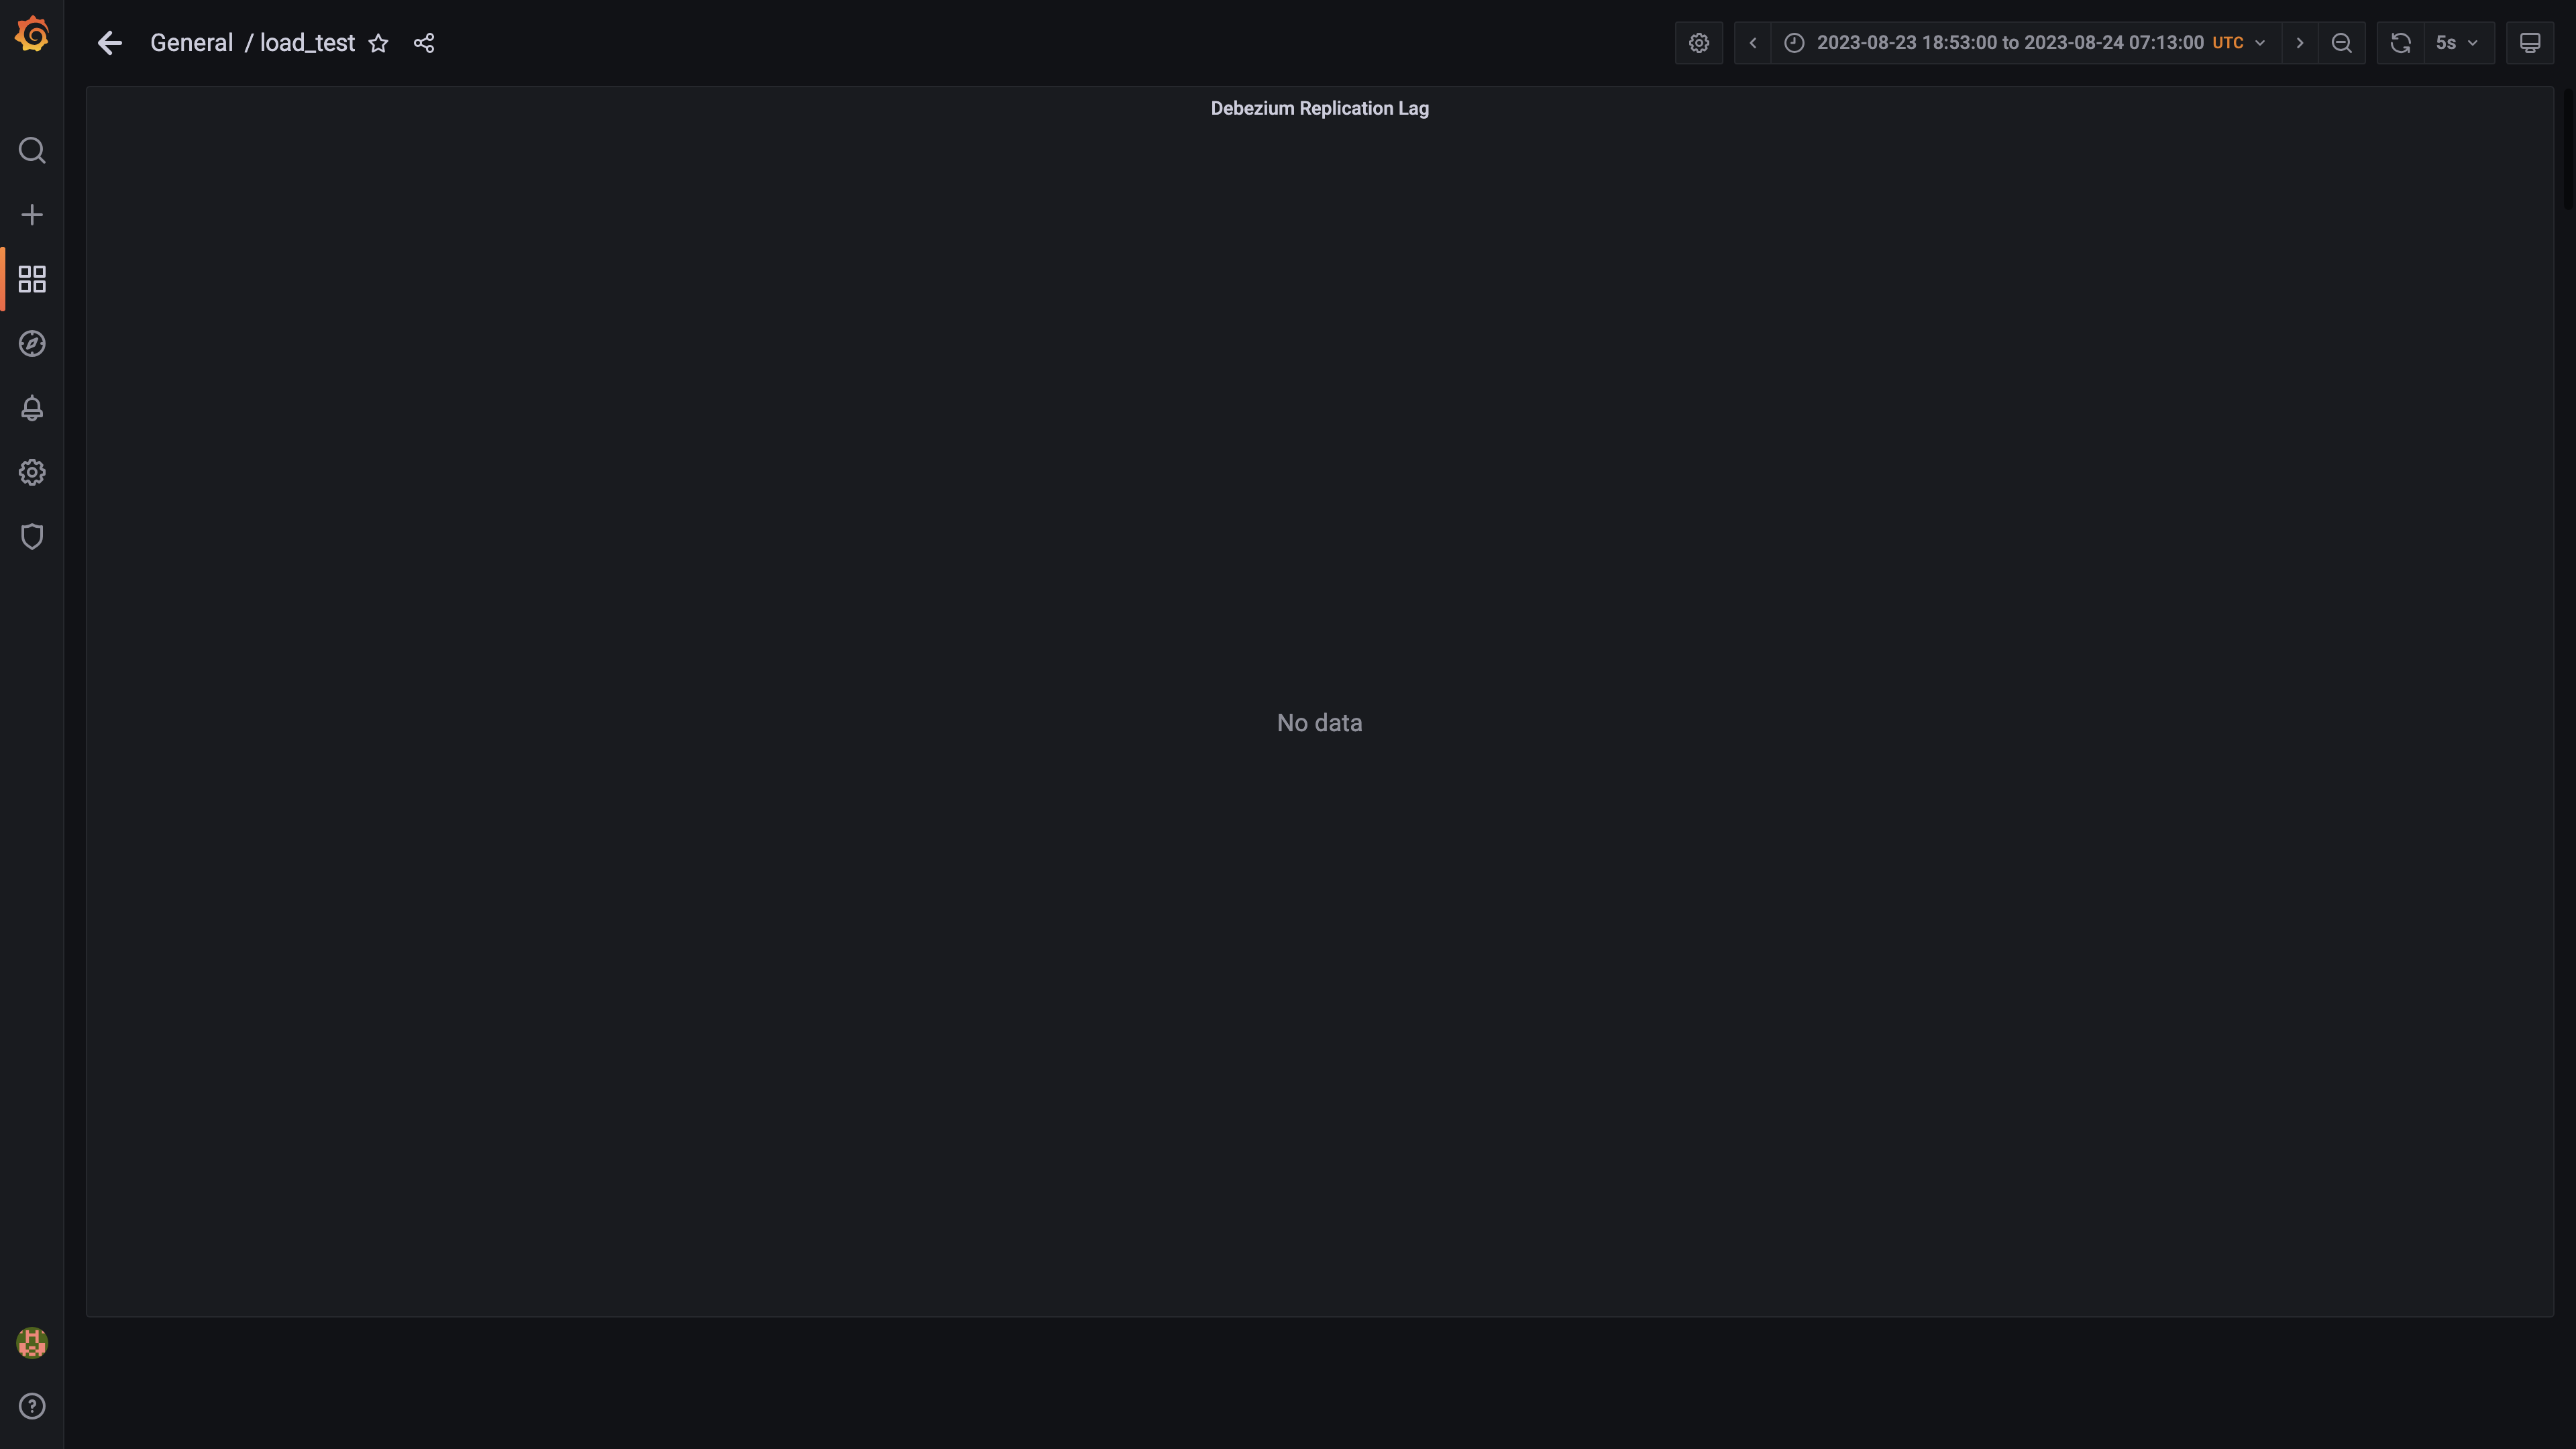 General / load_test
2023-08-23 18:53:00 to 2023-08-24 07:13:00 UTC
5s
Debezium Replication Lag
No data